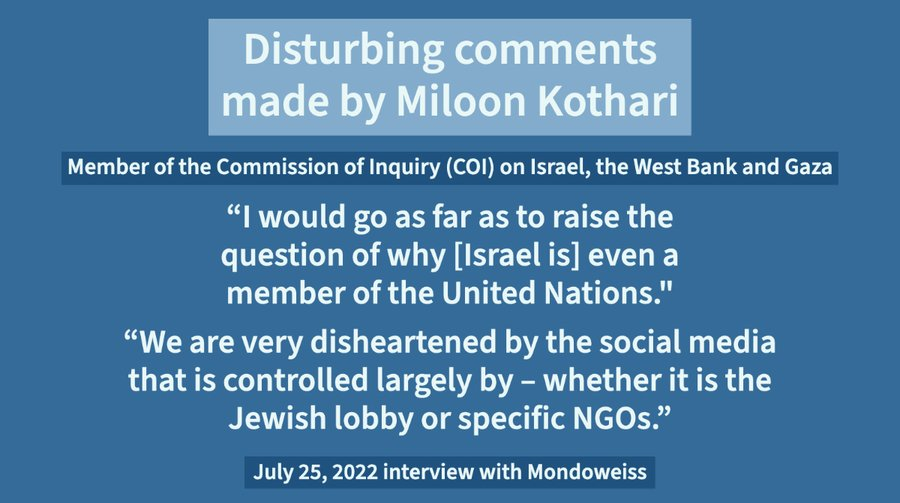 Disturbing comments
made by Miloon Kothari
Member of the Commission of Inquiry (COI) on Israel, the West Bank and Gaza
“I would go as far as to raise the
question of why [Israel is] even a
member of the United Nations."
“We are very disheartened by the social media
that is controlled largely by – whether it is the
Jewish lobby or specific NGOs.”
July 25, 2022 interview with Mondoweiss